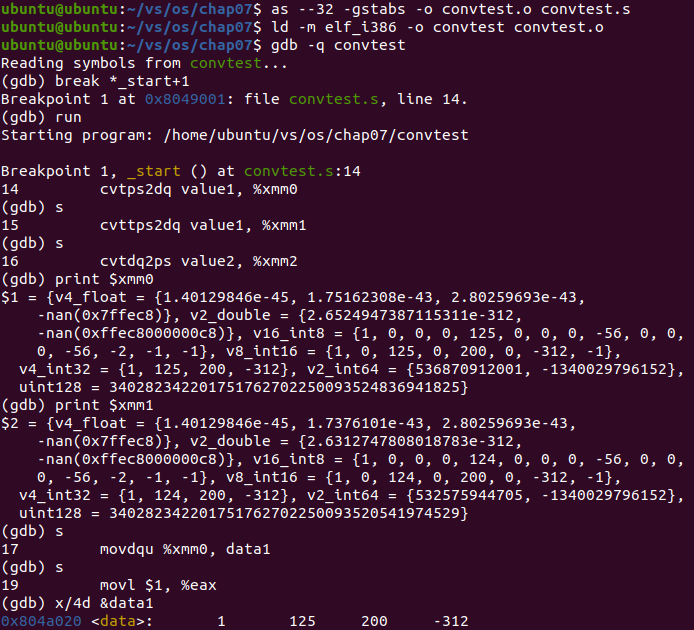 ubuntu@ubuntu:~/vs/os/chap07$ as --32 -gstabs -o convtest.o convtest.s
ubuntu@ubuntu:~/vs/os/chap07$ ld -m elf_i386 -o convtest convtest.o
ubuntu@ubuntu:~/vs/os/chap07$ gdb -q convtest
Reading symbols from convtest...
(gdb) break *_start+1
Breakpoint 1 at 0x8049001: file convtest.s, line 14.
(gdb) run
Starting program: /home/ubuntu/vs/os/chap07/convtest

Breakpoint 1, _start () at convtest.s:14
14        cvtps2dq value1, %xmm0
(gdb) s
15        cvttps2dq value1, %xmm1
(gdb) s
16        cvtdq2ps value2, %xmm2
(gdb) print $xmm0
$1 = {v4_float = {1.40129846e-45, 1.75162308e-43, 2.80259693e-43,
    -nan(0x7ffec8)}, v2_double = {2.6524947387115311e-312,
    -nan(0xffec8000000c8)}, v16_int8 = {1, 0, 0, 0, 125, 0, 0, 0, -56, 0, 0,
    0, -56, -2, -1, -1}, v8_int16 = {1, 0, 125, 0, 200, 0, -312, -1},
  v4_int32 = {1, 125, 200, -312}, v2_int64 = {536870912001, -1340029796152},
  uint128 = 340282342201751762702250093524836941825}
(gdb) print $xmm1
$2 = {v4_float = {1.40129846e-45, 1.7376101e-43, 2.80259693e-43,
    -nan(0x7ffec8)}, v2_double = {2.6312747808018783e-312,
    -nan(0xffec8000000c8)}, v16_int8 = {1, 0, 0, 0, 124, 0, 0, 0, -56, 0, 0,
    0, -56, -2, -1, -1}, v8_int16 = {1, 0, 124, 0, 200, 0, -312, -1},
  v4_int32 = {1, 124, 200, -312}, v2_int64 = {532575944705, -1340029796152},
  uint128 = 340282342201751762702250093520541974529}
(gdb) s
17        movdqu %xmm0, data1
(gdb) s
19        movl $1, %eax
(gdb) x/4d &data1
0x804a020 <data>:       1       125     200     -312